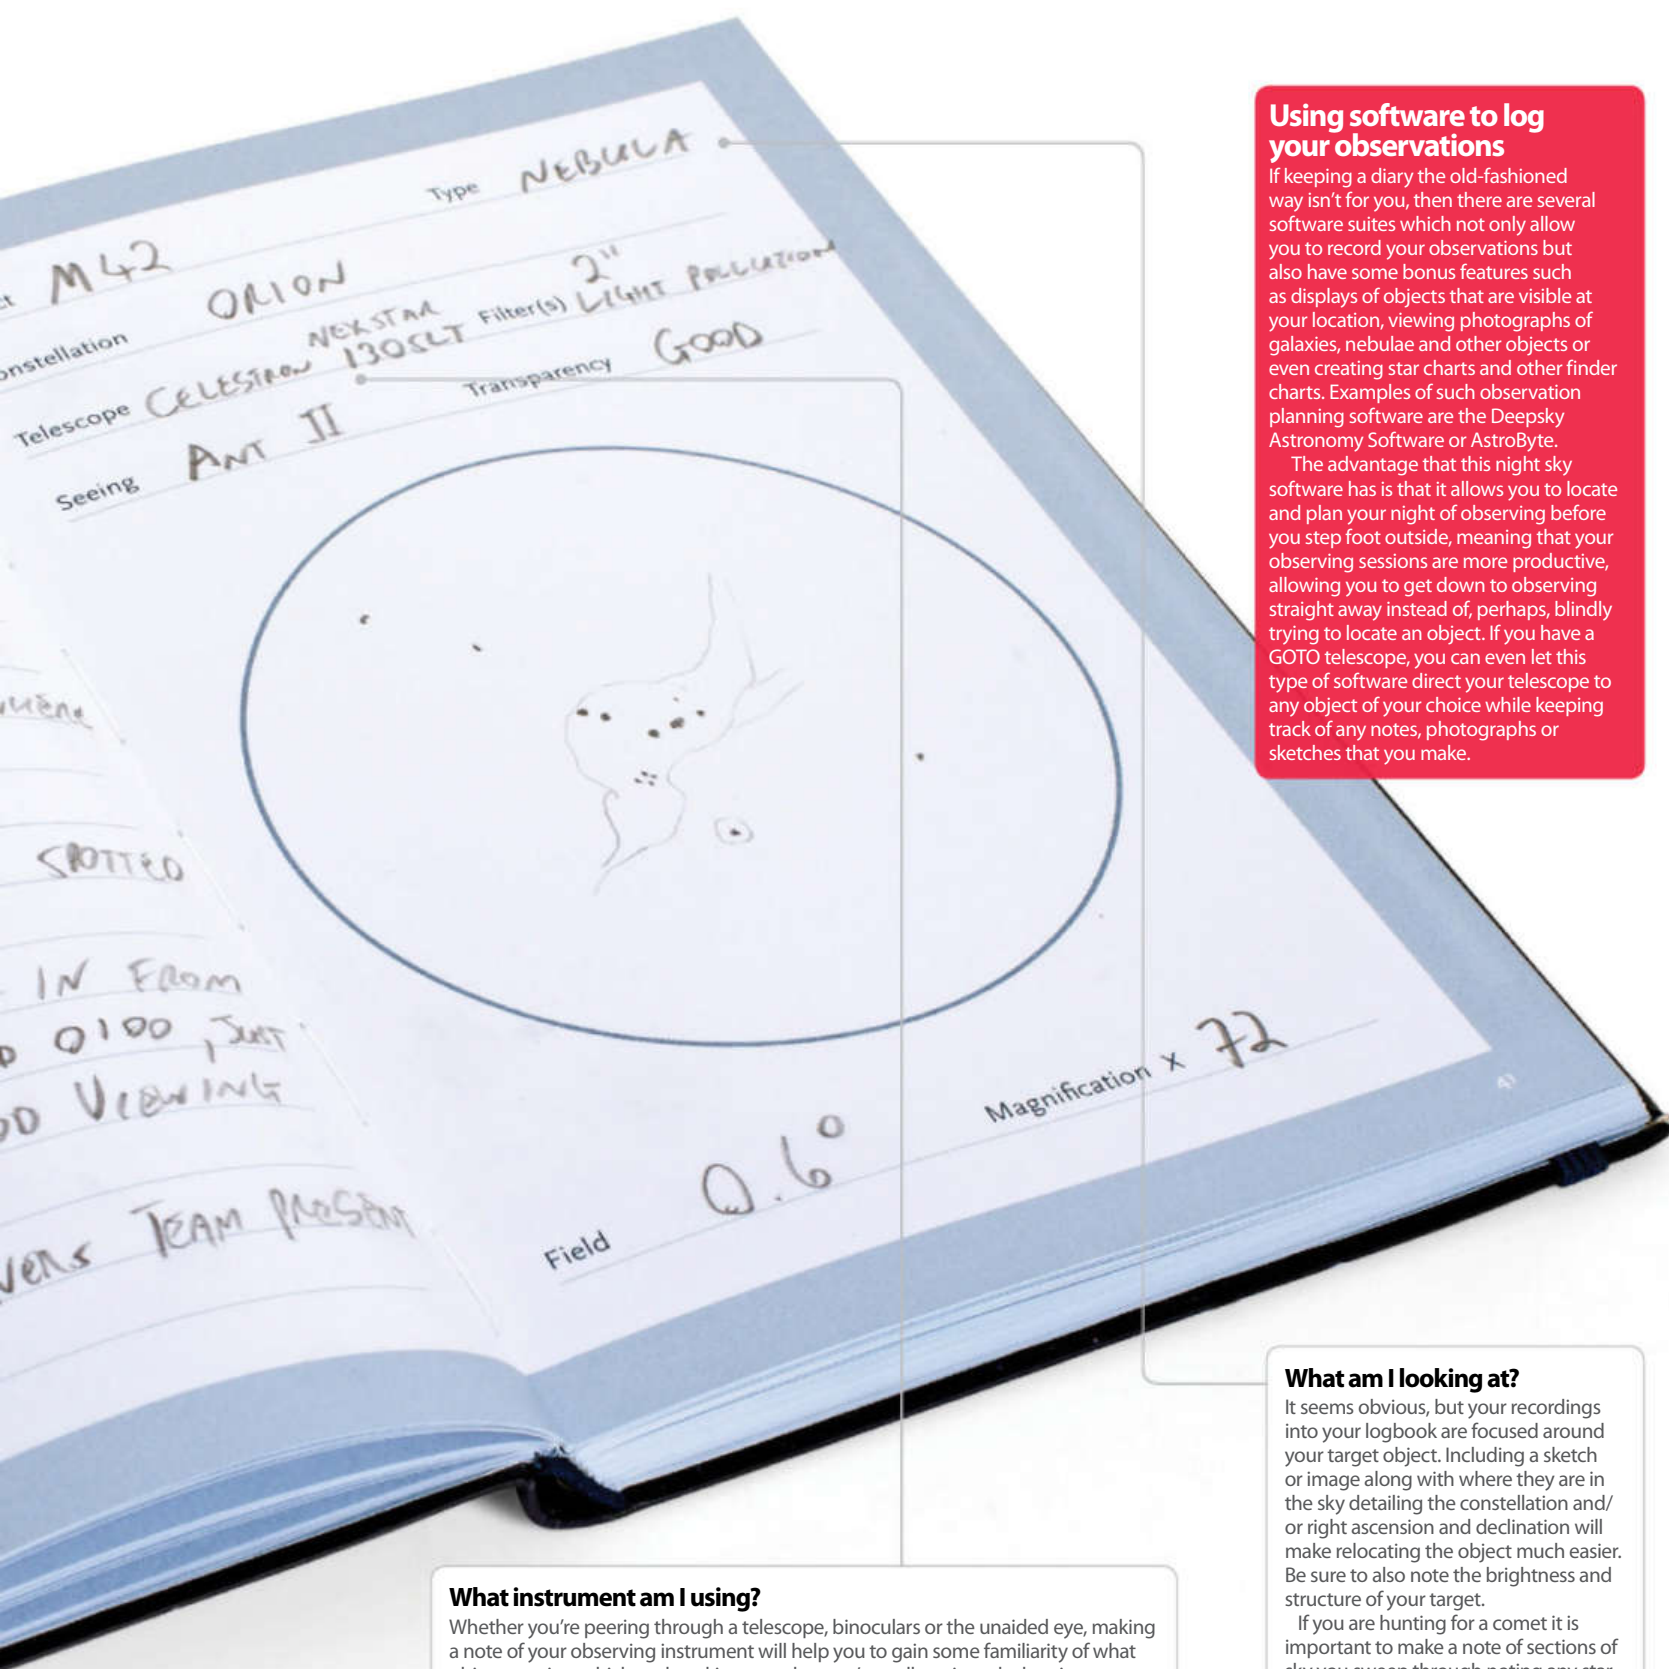 Type NEBULA
M42
ORION
Telescope CELESTRON NEXSTAR 130SLT Filter(s) 2" LIGHT POLLUTION
Seeing ANT II Transparency GOOD
SPOTTED
IN FROM
0100, JUST
VIEWING
TEAM PRESENT
Magnification X 72
Field 0.6°
41
Using software to log
your observations
If keeping a diary the old-fashioned
way isn't for you, then there are several
software suites which not only allow
you to record your observations but
also have some bonus features such
as displays of objects that are visible at
your location, viewing photographs of
galaxies, nebulae and other objects or
even creating star charts and other finder
charts. Examples of such observation
planning software are the Deepsky
Astronomy Software or AstroByte.
The advantage that this night sky
software has is that it allows you to locate
and plan your night of observing before
you step foot outside, meaning that your
observing sessions are more productive,
allowing you to get down to observing
straight away instead of, perhaps, blindly
trying to locate an object. If you have a
GOTO telescope, you can even let this
type of software direct your telescope to
any object of your choice while keeping
track of any notes, photographs or
sketches that you make.
What am I looking at?
It seems obvious, but your recordings
into your logbook are focused around
your target object. Including a sketch
or image along with where they are in
the sky detailing the constellation and/
or right ascension and declination will
make relocating the object much easier.
Be sure to also note the brightness and
structure of your target.
If you are hunting for a comet it is
important to make a note of sections of
What instrument am I using?
Whether you're peering through a telescope, binoculars or the unaided eye, making
a note of your observing instrument will help you to gain some familiarity of what